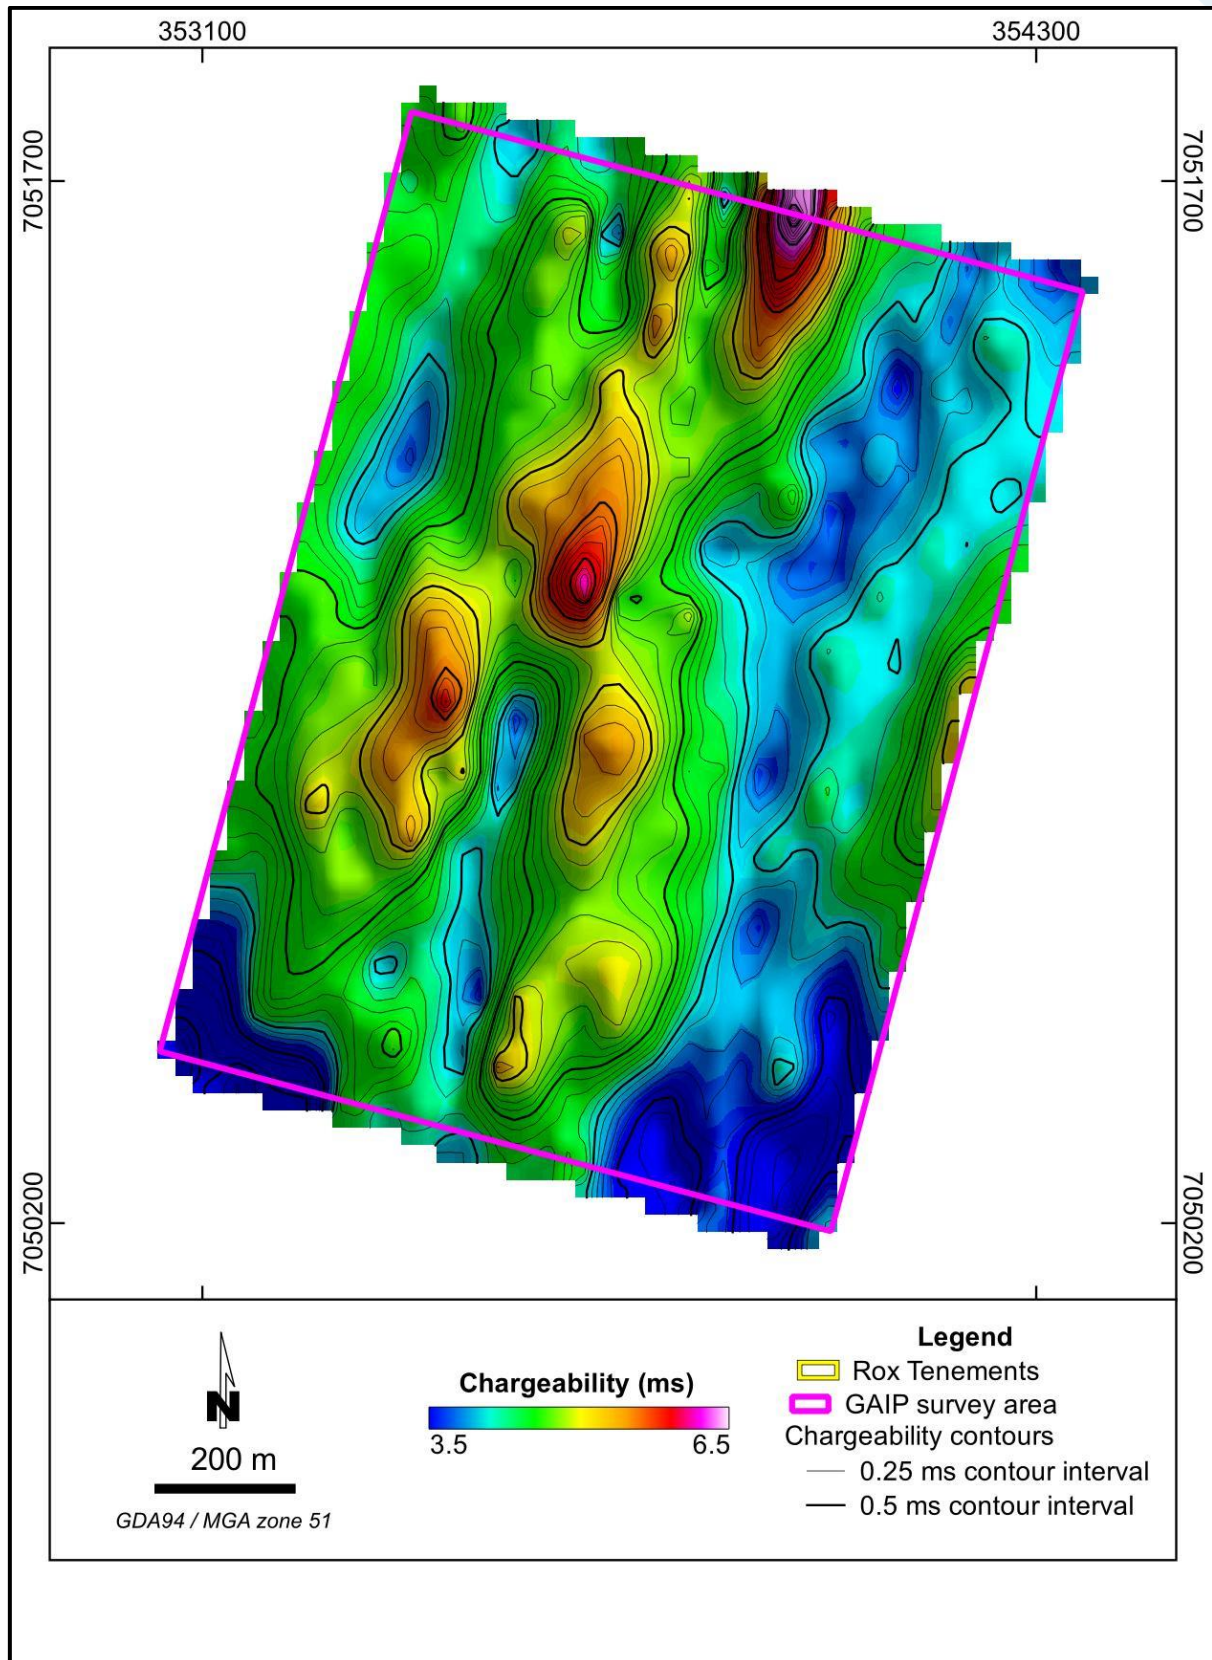 353100
354300
7051700
7051700
7050200
7050200
N
200 m
GDA94 / MGA zone 51
Chargeability (ms)
3.5
6.5
Legend
Rox Tenements
GAIP survey area
Chargeability contours
0.25 ms contour interval
0.5 ms contour interval